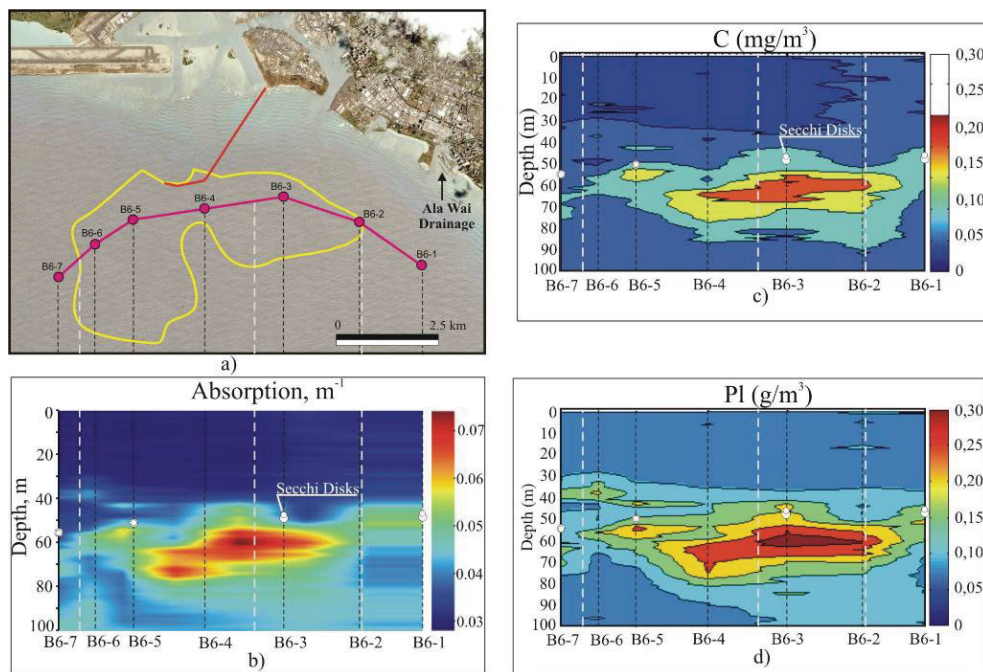 B6-7
B6-6
B6-5
B6-4
B6-3
B6-2
B6-1
Ala Wai
Drainage
0
2.5 km
a)
C (mg/m³)
Depth (m)
0
10
20
30
40
50
60
70
80
90
100
Secchi Disks
0,30
0,25
0,20
0,15
0,10
0,05
0
B6-7
B6-6
B6-5
B6-4
B6-3
B6-2
B6-1
c)
Absorption, m⁻¹
Depth, m
0
20
40
60
80
100
Secchi Disks
0.07
0.06
0.05
0.04
0.03
B6-7
B6-6
B6-5
B6-4
B6-3
B6-2
B6-1
b)
Pl (g/m³)
Depth (m)
0
10
20
30
40
50
60
70
80
90
100
0,30
0,25
0,20
0,15
0,10
0,05
0
B6-7
B6-6
B6-5
B6-4
B6-3
B6-2
B6-1
d)